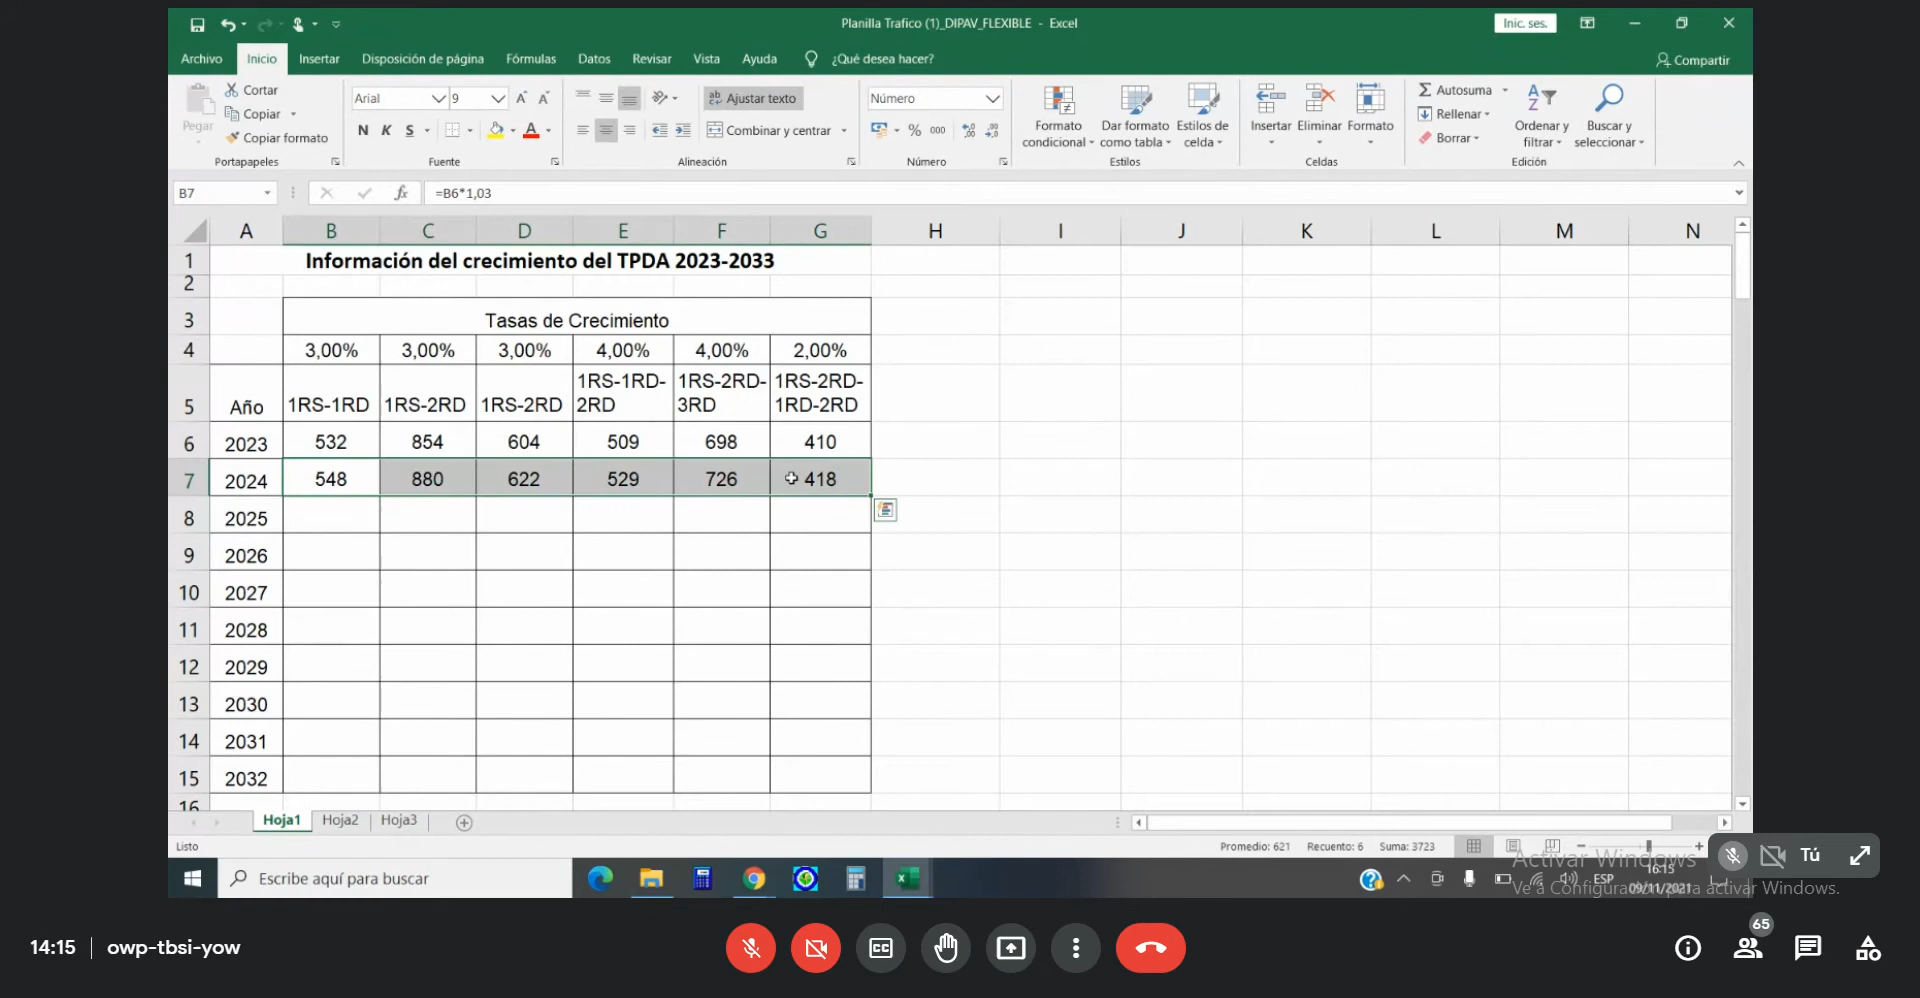 Planilla Trafico (1)_DIPAV_FLEXIBLE - Excel
Inic. ses.
Archivo Inicio Insertar Disposición de página Fórmulas Datos Revisar Vista Ayuda ¿Qué desea hacer? Compartir
Pegar
Cortar
Copiar
Copiar formato
Portapapeles
Arial 9
N K S
Fuente
Ajustar texto
Combinar y centrar
Alineación
Número
% 000
Número
Formato condicional
Dar formato como tabla
Estilos de celda
Estilos
Insertar Eliminar Formato
Celdas
Autosuma
Rellenar
Borrar
Ordenar y filtrar
Buscar y seleccionar
Edición
B7 fx =B6*1,03
A B C D E F G H I J K L M N
1 Información del crecimiento del TPDA 2023-2033
2
3 Tasas de Crecimiento
4 3,00% 3,00% 3,00% 4,00% 4,00% 2,00%
5 Año 1RS-1RD 1RS-2RD 1RS-2RD 1RS-1RD-2RD 1RS-2RD-3RD 1RS-2RD-1RD-2RD
6 2023 532 854 604 509 698 410
7 2024 548 880 622 529 726 418
8 2025
9 2026
10 2027
11 2028
12 2029
13 2030
14 2031
15 2032
16
Hoja1 Hoja2 Hoja3
Listo
Promedio: 621 Recuento: 6 Suma: 3723
Activar Windows
Ve a Configuración para activar Windows.
Tú
Escribe aquí para buscar
ESP
16:15
09/11/2021
14:15 owp-tbsi-yow
CC
65